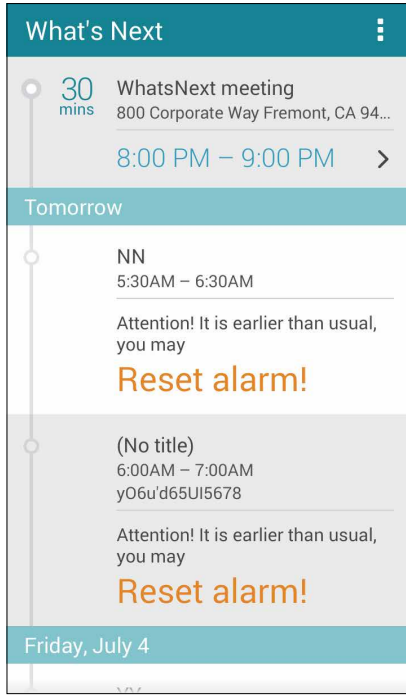 What's Next
30
mins
WhatsNext meeting
800 Corporate Way Fremont, CA 94...
8:00 PM – 9:00 PM
Tomorrow
NN
5:30AM – 6:30AM
Attention! It is earlier than usual,
you may
Reset alarm!
(No title)
6:00AM – 7:00AM
yO6u'd65UI5678
Attention! It is earlier than usual,
you may
Reset alarm!
Friday, July 4